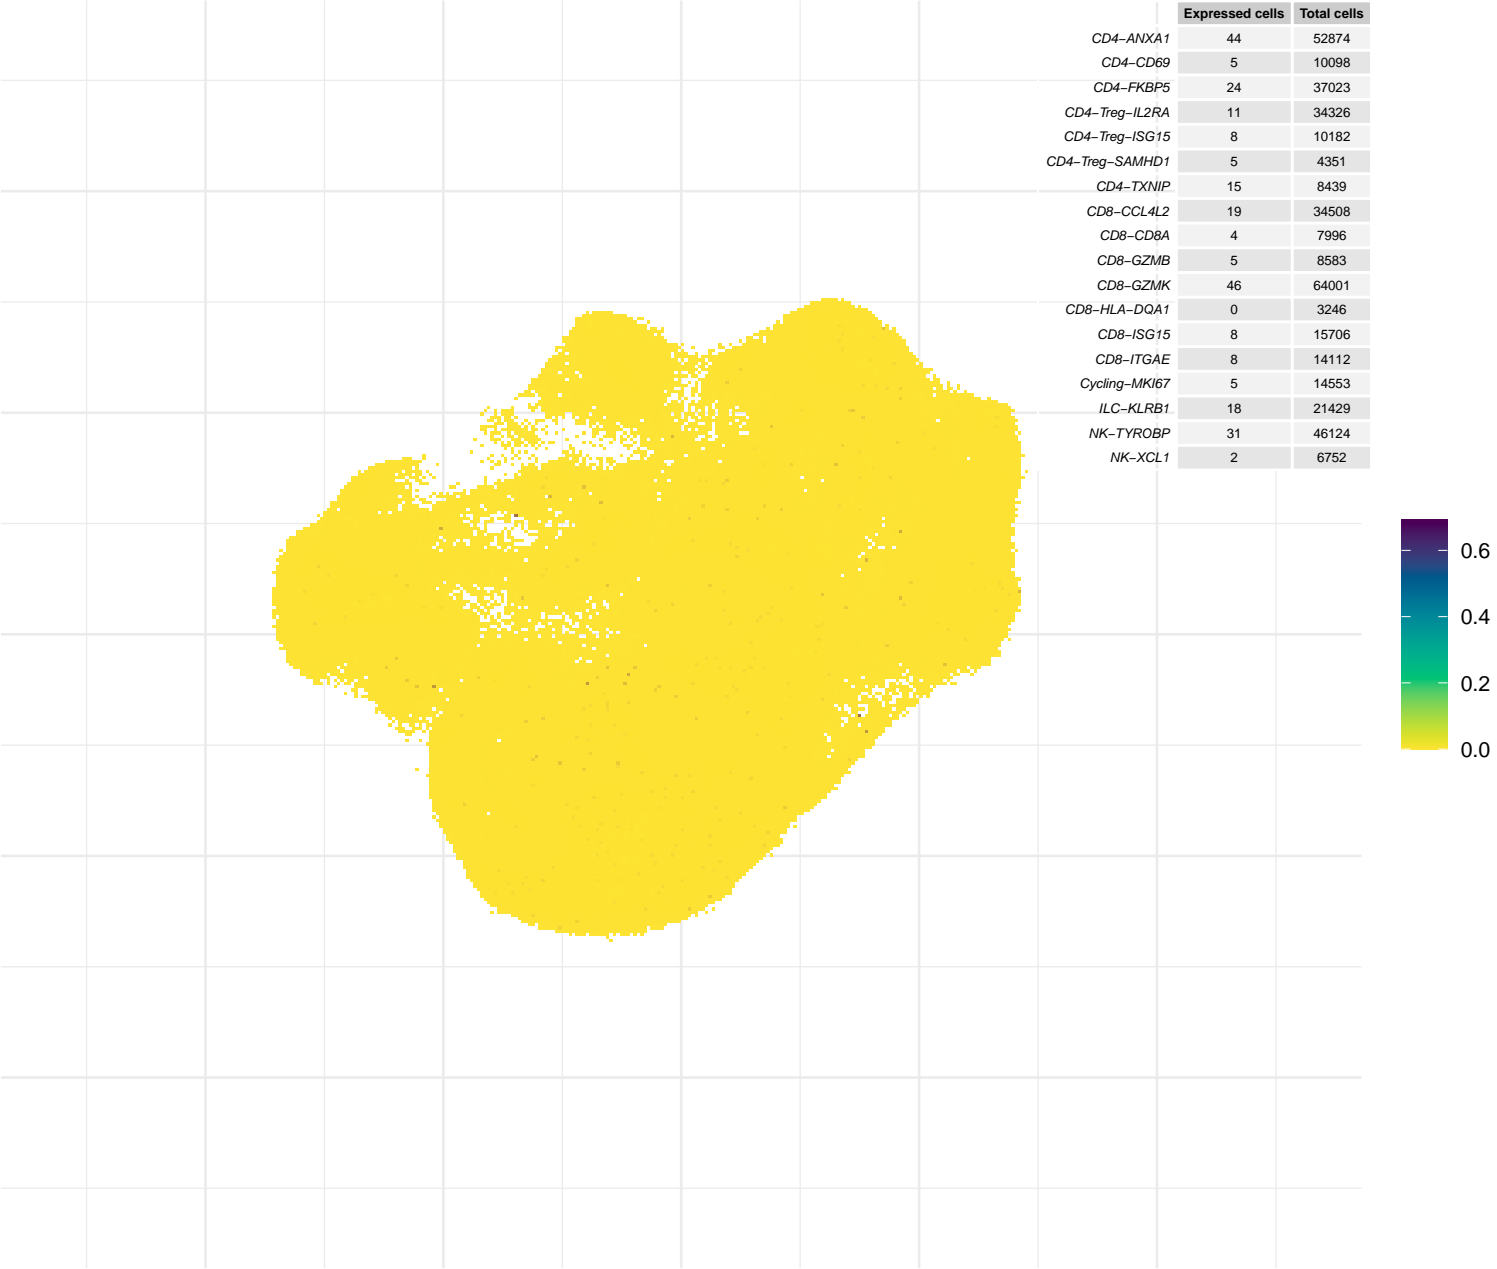 Expressed cells Total cells
CD4−ANXA1 44 52874
CD4−CD69 5 10098
CD4−FKBP5 24 37023
CD4−Treg−IL2RA 11 34326
CD4−Treg−ISG15 8 10182
CD4−Treg−SAMHD1 5 4351
CD4−TXNIP 15 8439
CD8−CCL4L2 19 34508
CD8−CD8A 4 7996
CD8−GZMB 5 8583
CD8−GZMK 46 64001
CD8−HLA−DQA1 0 3246
CD8−ISG15 8 15706
CD8−ITGAE 8 14112
Cycling−MKI67 5 14553
ILC−KLRB1 18 21429
NK−TYROBP 31 46124
NK−XCL1 2 6752
0.6
0.4
0.2
0.0